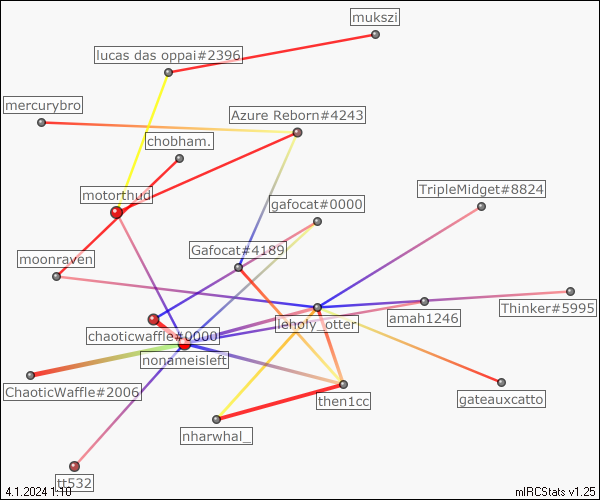 mukszi
lucas das oppai#2396
mercurybro
Azure Reborn#4243
chobham.
motorthud
TripleMidget#8824
gafocat#0000
Gafocat#4189
moonraven
Thinker#5995
leholy_otter
amah1246
chaoticwaffle#0000
nonameisleft
ChaoticWaffle#2006
then1cc
gateauxcatto
nharwhal_
tt532
4.1.2024 1:10
mIRCStats v1.25